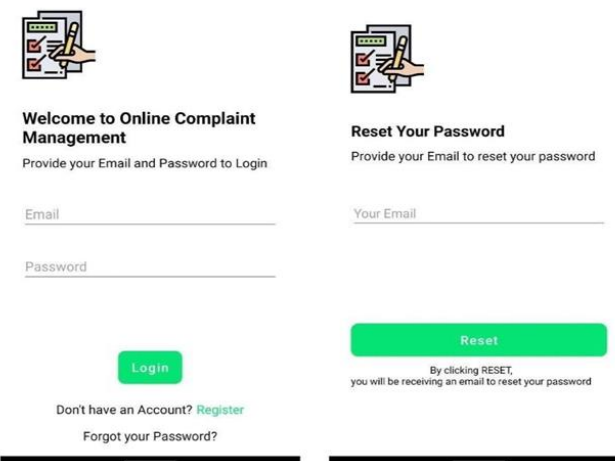 Welcome to Online Complaint
Management
Provide your Email and Password to Login
Email
Password
Login
Don't have an Account? Register
Forgot your Password?
Reset Your Password
Provide your Email to reset your password
Your Email
Reset
By clicking RESET,
you will be receiving an email to reset your password